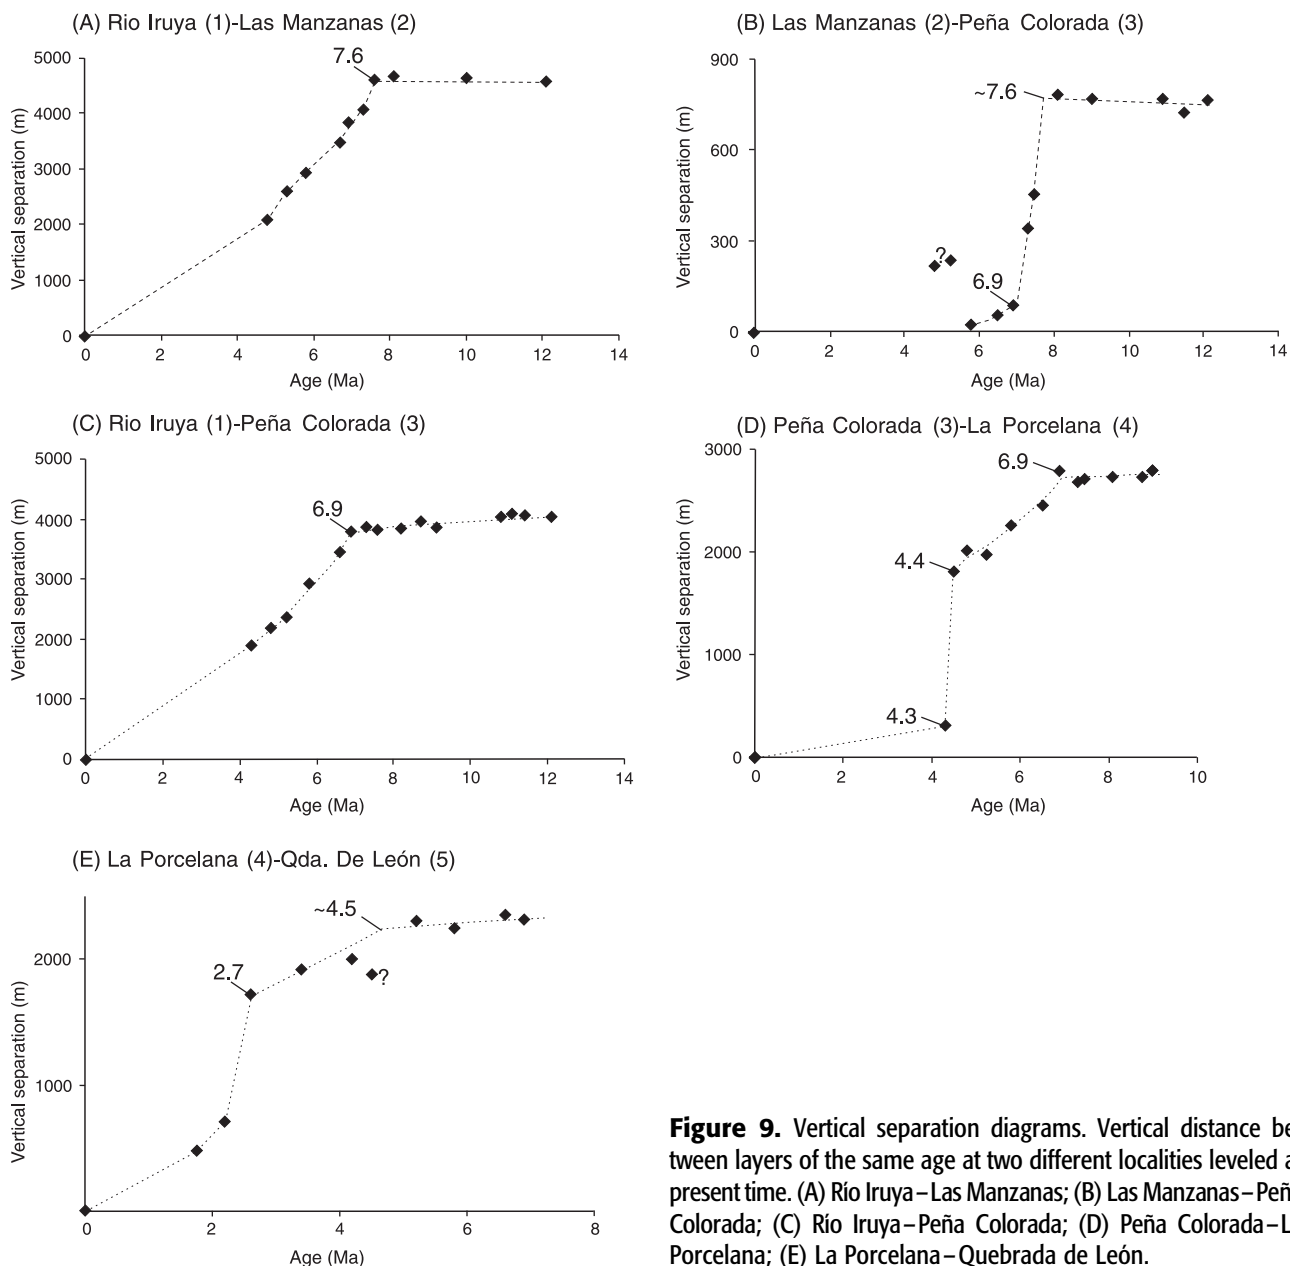 (A) Rio Iruya (1)-Las Manzanas (2)
Vertical separation (m)
5000
4000
3000
2000
1000
0
7.6
0 2 4 6 8 10 12 14
Age (Ma)
(B) Las Manzanas (2)-Peña Colorada (3)
Vertical separation (m)
900
600
300
0
~7.6
?
6.9
0 2 4 6 8 10 12 14
Age (Ma)
(C) Rio Iruya (1)-Peña Colorada (3)
Vertical separation (m)
5000
4000
3000
2000
1000
0
6.9
0 2 4 6 8 10 12 14
Age (Ma)
(D) Peña Colorada (3)-La Porcelana (4)
Vertical separation (m)
3000
2000
1000
0
6.9
4.4
4.3
0 2 4 6 8 10
Age (Ma)
(E) La Porcelana (4)-Qda. De León (5)
Vertical separation (m)
2000
1000
0
~4.5
2.7
?
0 2 4 6 8
Age (Ma)
Figure 9. Vertical separation diagrams. Vertical distance be
tween layers of the same age at two different localities leveled a
present time. (A) Río Iruya–Las Manzanas; (B) Las Manzanas–Peñ
Colorada; (C) Río Iruya–Peña Colorada; (D) Peña Colorada–L
Porcelana; (E) La Porcelana–Quebrada de León.